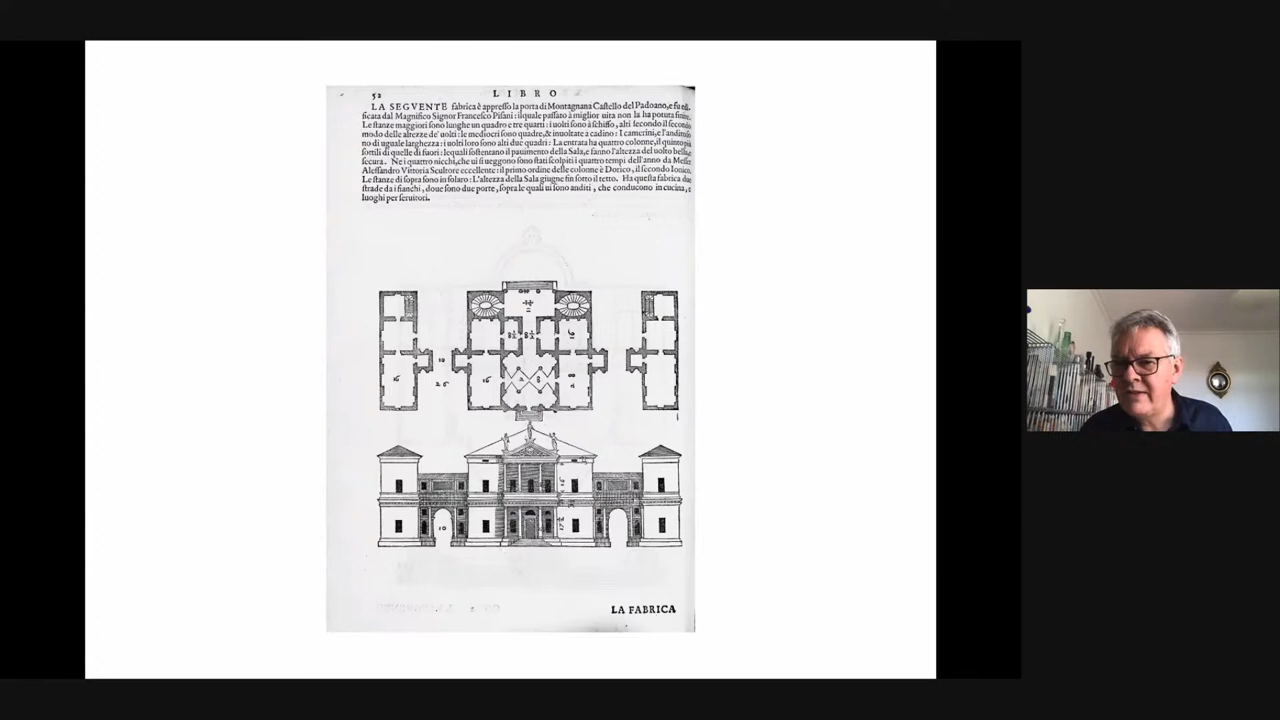 52 LIBRO
LA SEGVENTE fabrica è appresso la porta di Montagnana Castello del Padoano, e fu edi-
ficata dal Magnifico Signor Francesco Pisani: ilquale passato à miglior uita non la ha potuta finire.
Le stanze maggiori sono lunghe un quadro e tre quarti: i uolti sono à schiffo, alti secondo il secondo
modo delle altezze de' uolti: le mediocri sono quadre, & inuoltate a cadino: I camerini, e l'andito so-
no di uguale larghezza: i uolti loro sono alti due quadri: La entrata ha quattro colonne, il quinto più
sottili di quelle di fuori: lequali sostentano il pauimento della Sala, e fanno l'altezza del uolto bella, e
secura. Ne i quattro nicchi, che ui si ueggono sono stati scolpiti i quattro tempi dell'anno da Messer
Alessandro Vittoria Scultore eccellente: il primo ordine delle colonne è Dorico, il secondo Ionico.
Le stanze di sopra sono in solaro: L'altezza della Sala giugne fin sotto il tetto. Ha questa fabrica due
strade da i fianchi, doue sono due porte, sopra le quali ui sono anditi, che conducono in cucina, e
luoghi per seruitori.
16
10
26
16
10
LA FABRICA